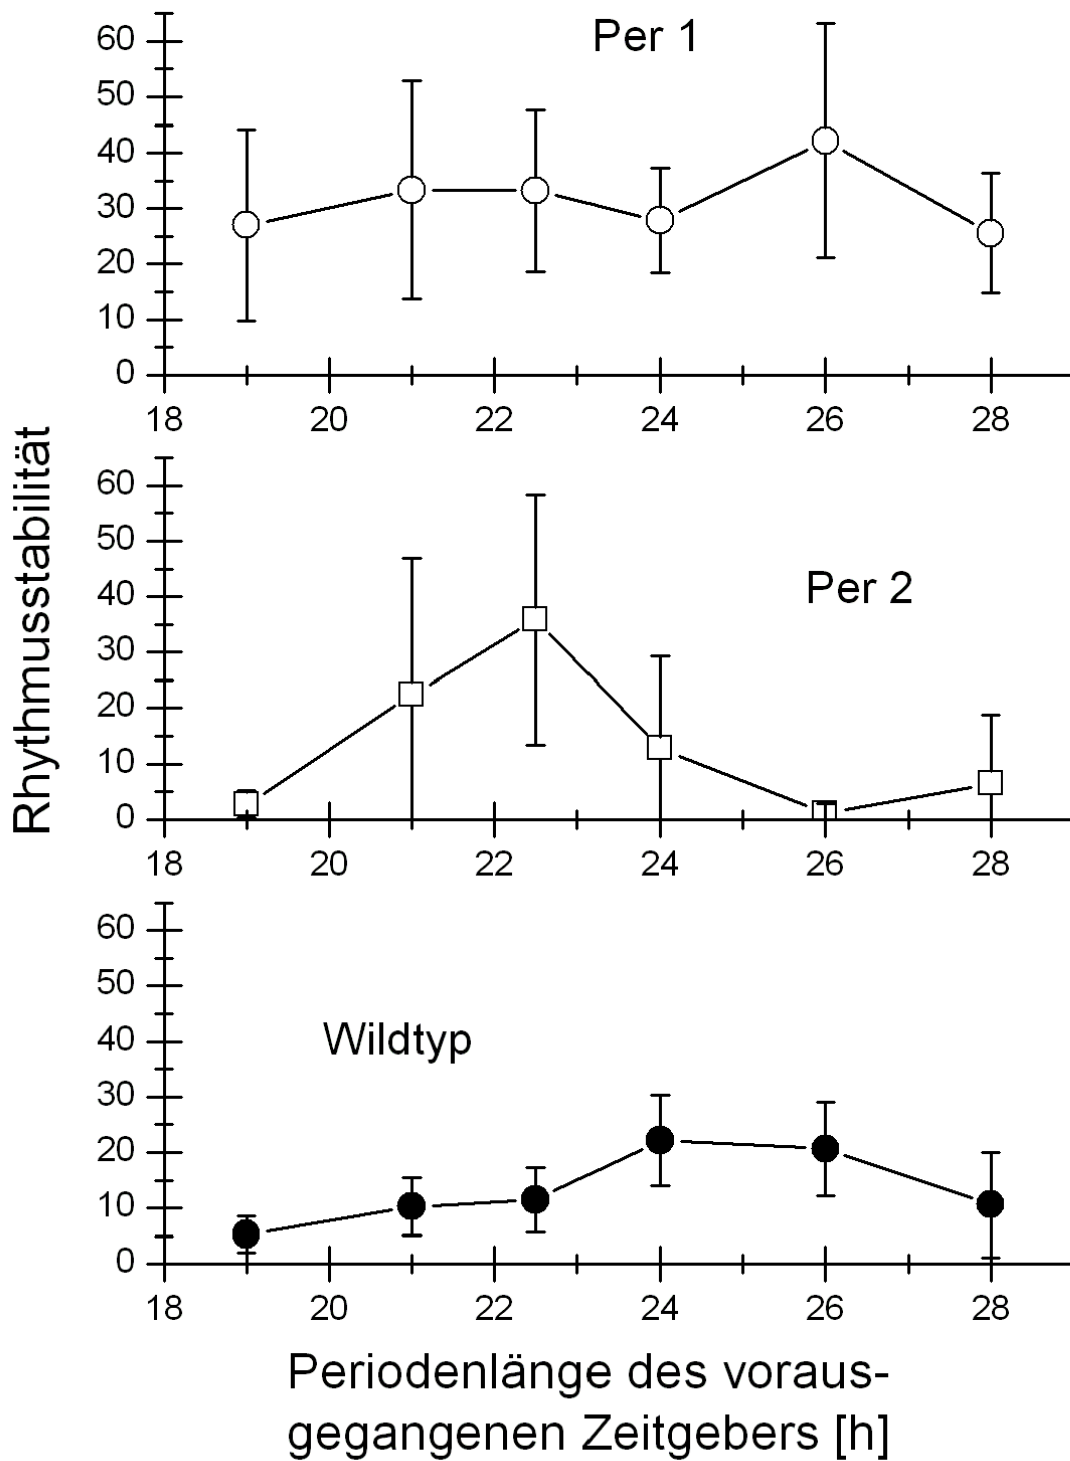 Per 1
60
50
40
30
20
10
0
18 20 22 24 26 28
Rhythmusstabilität
Per 2
60
50
40
30
20
10
0
18 20 22 24 26 28
Wildtyp
60
50
40
30
20
10
0
18 20 22 24 26 28
Periodenlänge des voraus-
gegangenen Zeitgebers [h]